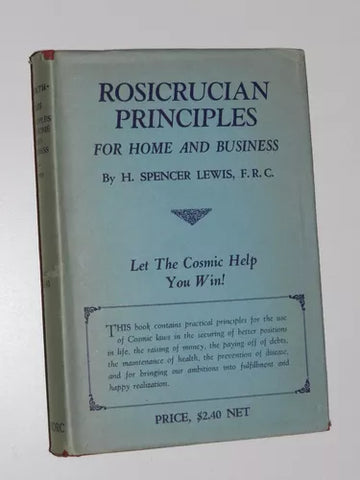 ROSICRUCIAN
PRINCIPLES
FOR HOME AND BUSINESS
By H. SPENCER LEWIS, F. R. C.
Let The Cosmic Help
You Win!
THIS book contains practical principles for the use
of Cosmic laws in the securing of better positions
in life, the raising of money, the paying off of debts,
the maintenance of health, the prevention of disease,
and for bringing our ambitions into fulfillment and
happy realization.
PRICE, $2.40 NET